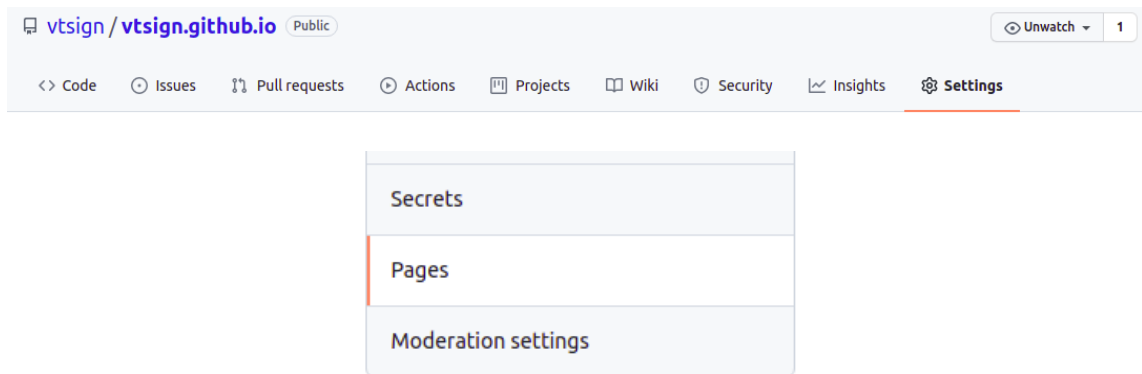 vtsign / vtsign.github.io Public Unwatch 1
<> Code Issues Pull requests Actions Projects Wiki Security Insights Settings
Secrets
Pages
Moderation settings